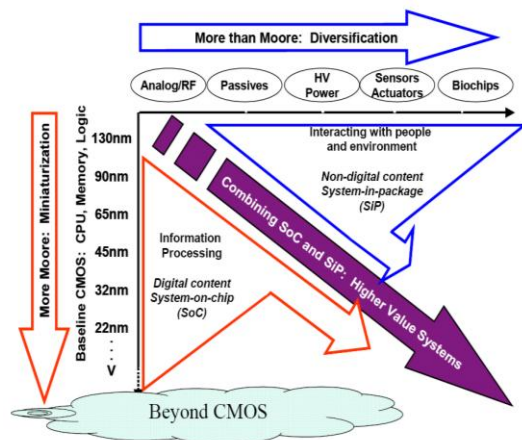 More than Moore: Diversification
Analog/RF
Passives
HV
Power
Sensors
Actuators
Biochips
More Moore: Miniaturization
Baseline CMOS: CPU, Memory, Logic
130nm
90nm
65nm
45nm
32nm
22nm
.
.
.
V
Interacting with people
and environment
Non-digital content
System-in-package
(SiP)
Combining SoC and SiP: Higher Value Systems
Information
Processing
Digital content
System-on-chip
(SoC)
Beyond CMOS